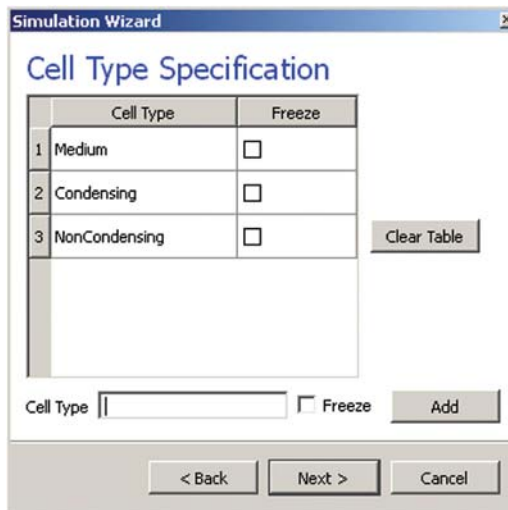 Simulation Wizard
Cell Type Specification
Cell Type Freeze
1 Medium
2 Condensing
3 NonCondensing
Clear Table
Cell Type Freeze Add
< Back Next > Cancel